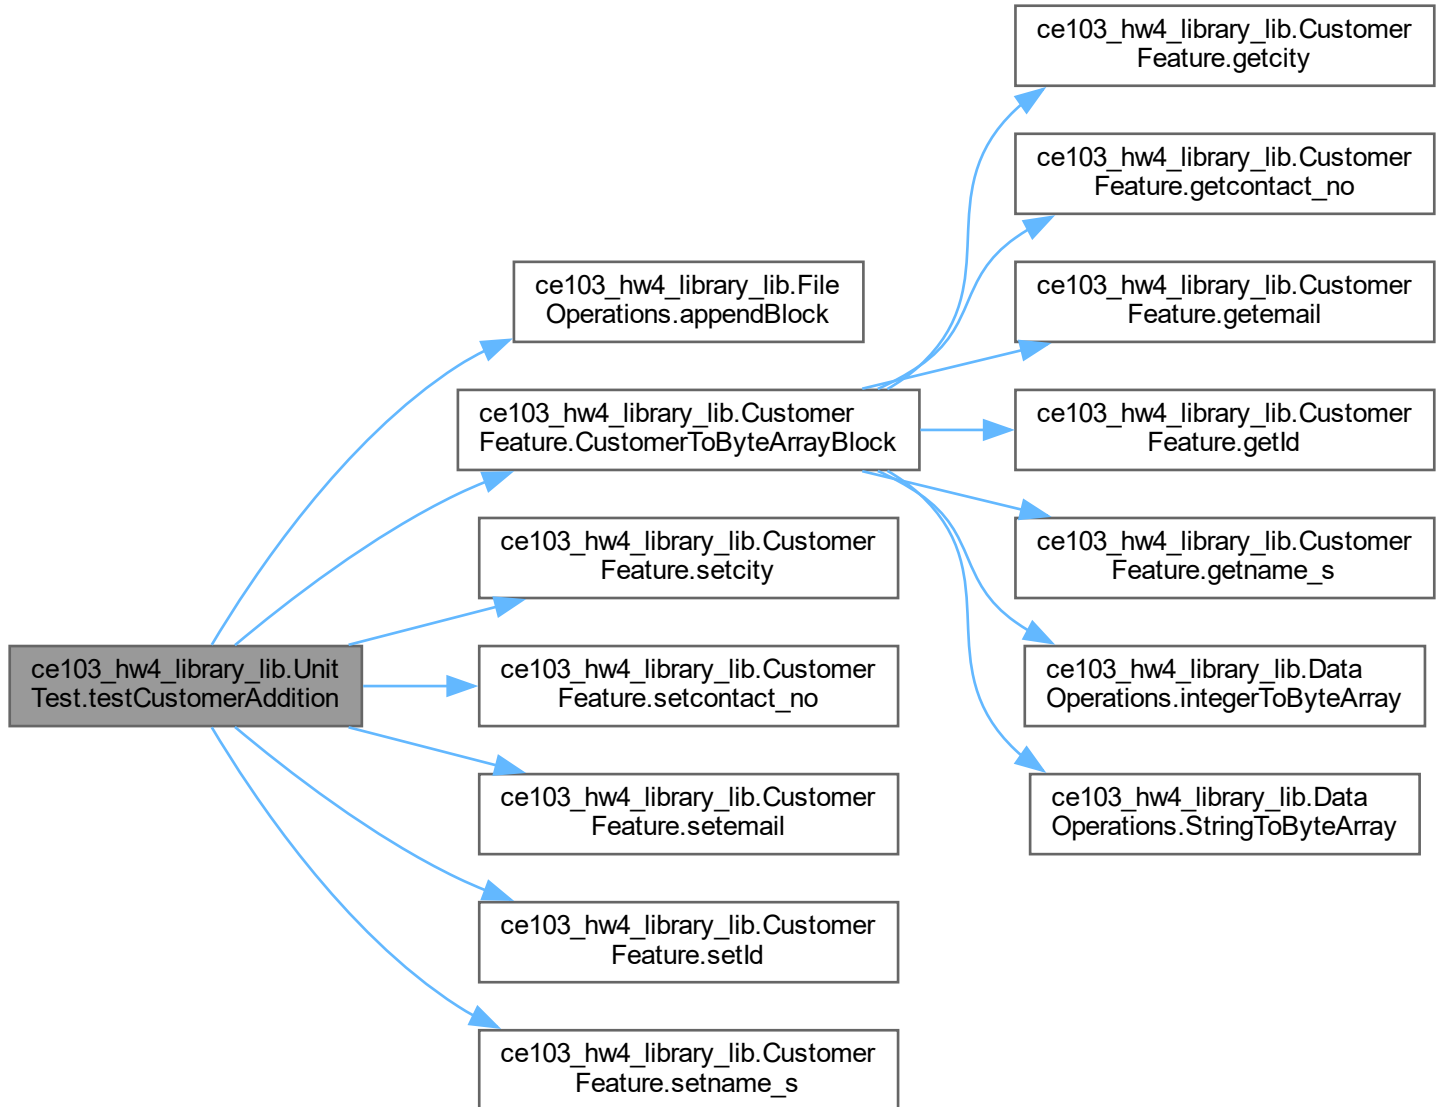 ce103_hw4_library_lib.Unit
Test.testCustomerAddition
ce103_hw4_library_lib.File
Operations.appendBlock
ce103_hw4_library_lib.Customer
Feature.CustomerToByteArrayBlock
ce103_hw4_library_lib.Customer
Feature.setcity
ce103_hw4_library_lib.Customer
Feature.setcontact_no
ce103_hw4_library_lib.Customer
Feature.setemail
ce103_hw4_library_lib.Customer
Feature.setId
ce103_hw4_library_lib.Customer
Feature.setname_s
ce103_hw4_library_lib.Customer
Feature.getcity
ce103_hw4_library_lib.Customer
Feature.getcontact_no
ce103_hw4_library_lib.Customer
Feature.getemail
ce103_hw4_library_lib.Customer
Feature.getId
ce103_hw4_library_lib.Customer
Feature.getname_s
ce103_hw4_library_lib.Data
Operations.integerToByteArray
ce103_hw4_library_lib.Data
Operations.StringToByteArray